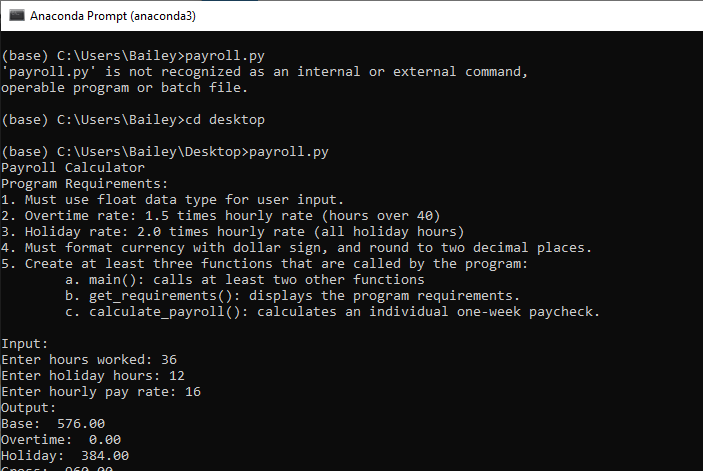 Anaconda Prompt (anaconda3)
(base) C:\Users\Bailey>payroll.py
'payroll.py' is not recognized as an internal or external command,
operable program or batch file.
(base) C:\Users\Bailey>cd desktop
(base) C:\Users\Bailey\Desktop>payroll.py
Payroll Calculator
Program Requirements:
1. Must use float data type for user input.
2. Overtime rate: 1.5 times hourly rate (hours over 40)
3. Holiday rate: 2.0 times hourly rate (all holiday hours)
4. Must format currency with dollar sign, and round to two decimal places.
5. Create at least three functions that are called by the program:
a. main(): calls at least two other functions
b. get_requirements(): displays the program requirements.
c. calculate_payroll(): calculates an individual one-week paycheck.
Input:
Enter hours worked: 36
Enter holiday hours: 12
Enter hourly pay rate: 16
Output:
Base:  576.00
Overtime:  0.00
Holiday:  384.00
Gross:  960.00